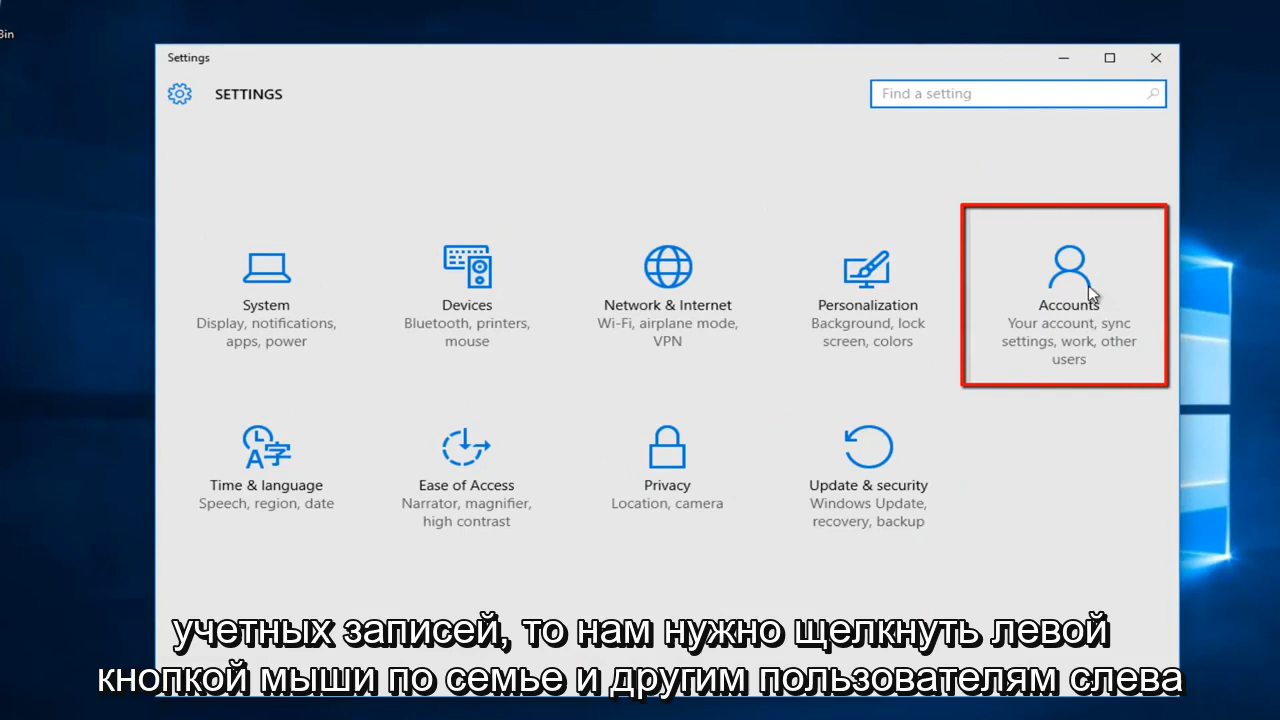 Bin
Settings
SETTINGS
Find a setting
System
Display, notifications,
apps, power
Devices
Bluetooth, printers,
mouse
Network & Internet
Wi-Fi, airplane mode,
VPN
Personalization
Background, lock
screen, colors
Accounts
Your account, sync
settings, work, other
users
Time & language
Speech, region, date
Ease of Access
Narrator, magnifier,
high contrast
Privacy
Location, camera
Update & security
Windows Update,
recovery, backup
учетных записей, то нам нужно щелкнуть левой
кнопкой мыши по семье и другим пользователям слева